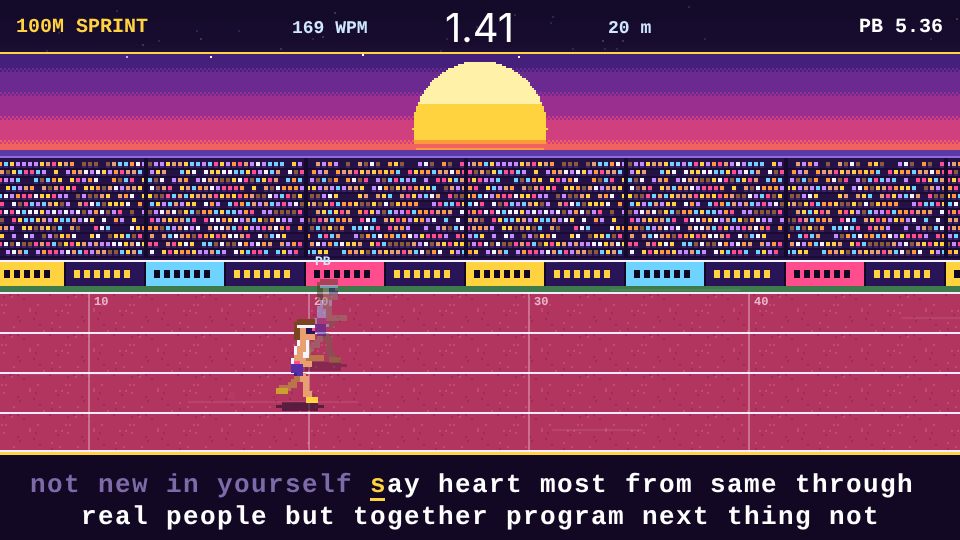 100M SPRINT 169 WPM 1.41 20 m PB 5.36
PB
10 20 30 40
not new in yourself say heart most from same through
real people but together program next thing not